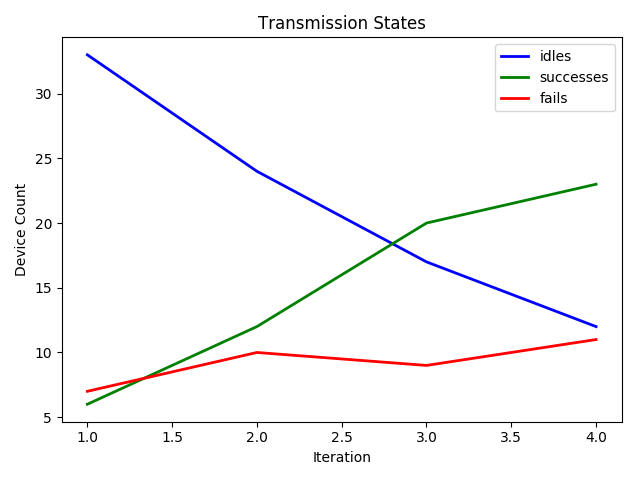 Transmission States
idles
successes
fails
Device Count
30
25
20
15
10
5
1.0 1.5 2.0 2.5 3.0 3.5 4.0
Iteration